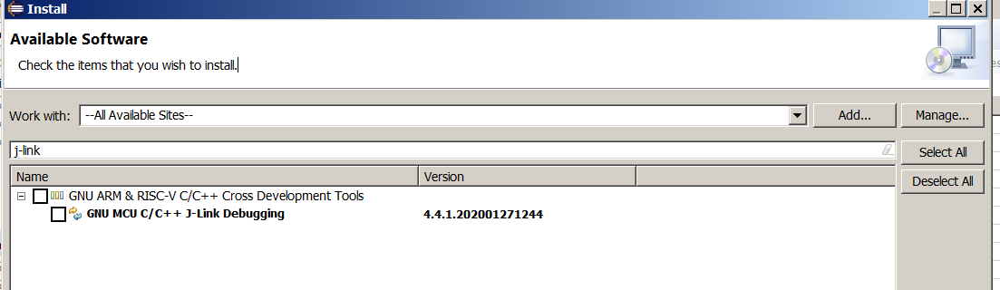 Install
Available Software
Check the items that you wish to install.
Work with: --All Available Sites-- Add... Manage...
j-link Select All
Name Version Deselect All
GNU ARM & RISC-V C/C++ Cross Development Tools
GNU MCU C/C++ J-Link Debugging 4.4.1.202001271244